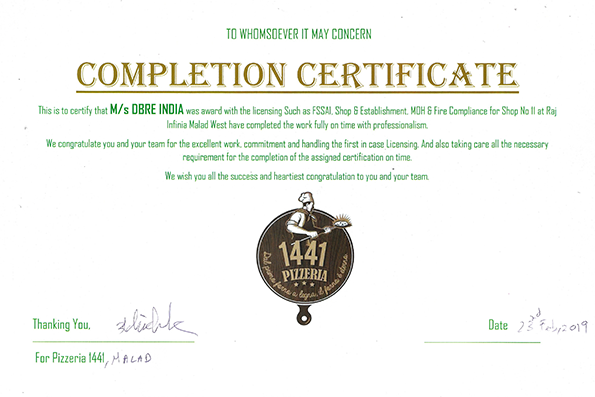 TO WHOMSOEVER IT MAY CONCERN
COMPLETION CERTIFICATE
This is to certify that M/s DBRE INDIA was award with the licensing Such as FSSAI, Shop & Establishment. MOH & Fire Compliance for Shop No 11 at Raj
Infinia Malad West have completed the work fully on time with professionalism.
We congratulate you and your team for the excellent work, commitment and handling the first in case Licensing. And also taking care all the necessary
requirement for the completion of the assigned certification on time.
We wish you all the success and heartiest congratulation to you and your team.
1441
PIZZERIA
Dal primo forno a legna, il forno è donna
Thanking You,
Date 23rd Feb, 2019
For Pizzeria 1441, MALAD